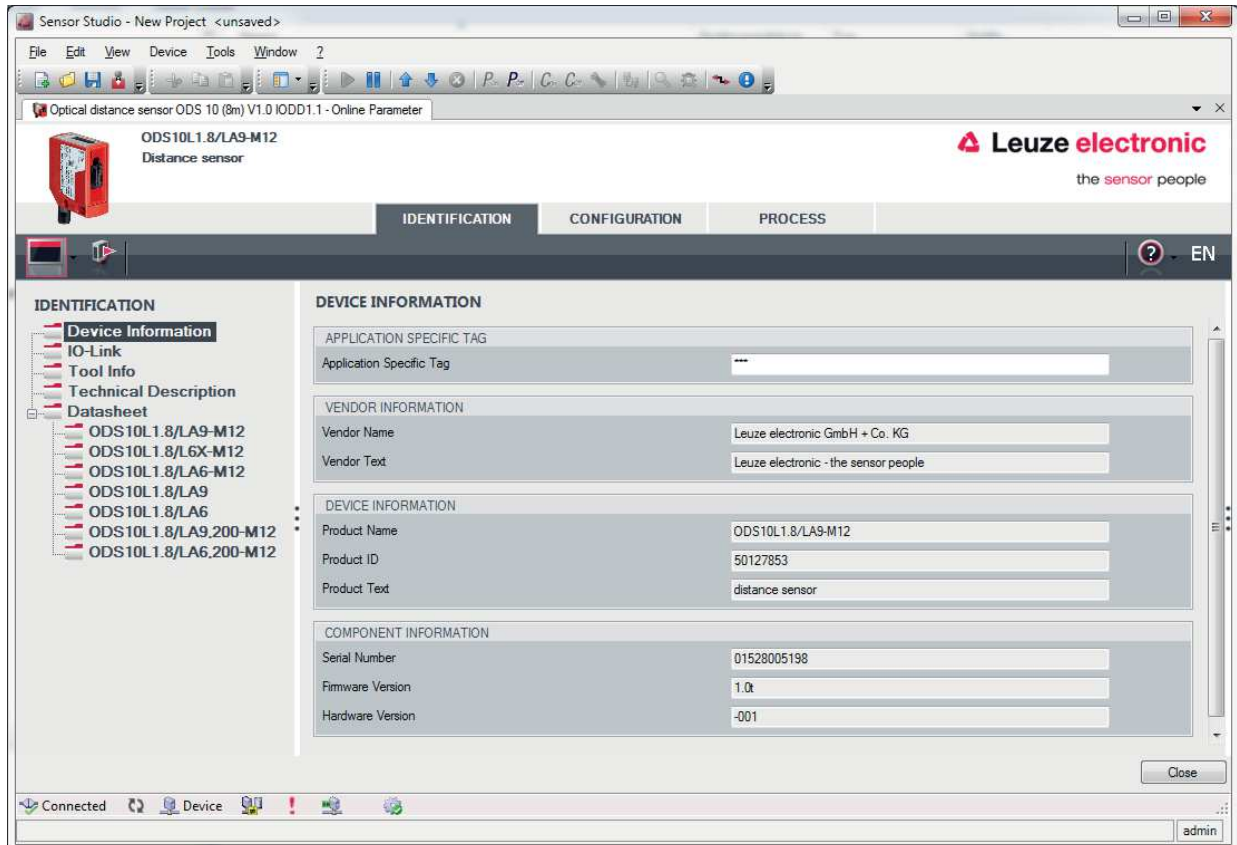 Sensor Studio - New Project <unsaved>
File Edit View Device Tools Window ?
Optical distance sensor ODS 10 (8m) V1.0 IODD1.1 - Online Parameter
ODS10L1.8/LA9-M12
Distance sensor
Leuze electronic
the sensor people
IDENTIFICATION CONFIGURATION PROCESS
? EN
IDENTIFICATION
Device Information
IO-Link
Tool Info
Technical Description
Datasheet
ODS10L1.8/LA9-M12
ODS10L1.8/L6X-M12
ODS10L1.8/LA6-M12
ODS10L1.8/LA9
ODS10L1.8/LA6
ODS10L1.8/LA9,200-M12
ODS10L1.8/LA6,200-M12
DEVICE INFORMATION
APPLICATION SPECIFIC TAG
Application Specific Tag ***
VENDOR INFORMATION
Vendor Name Leuze electronic GmbH + Co. KG
Vendor Text Leuze electronic - the sensor people
DEVICE INFORMATION
Product Name ODS10L1.8/LA9-M12
Product ID 50127853
Product Text distance sensor
COMPONENT INFORMATION
Serial Number 01528005198
Firmware Version 1.0t
Hardware Version -001
Close
Connected Device
admin